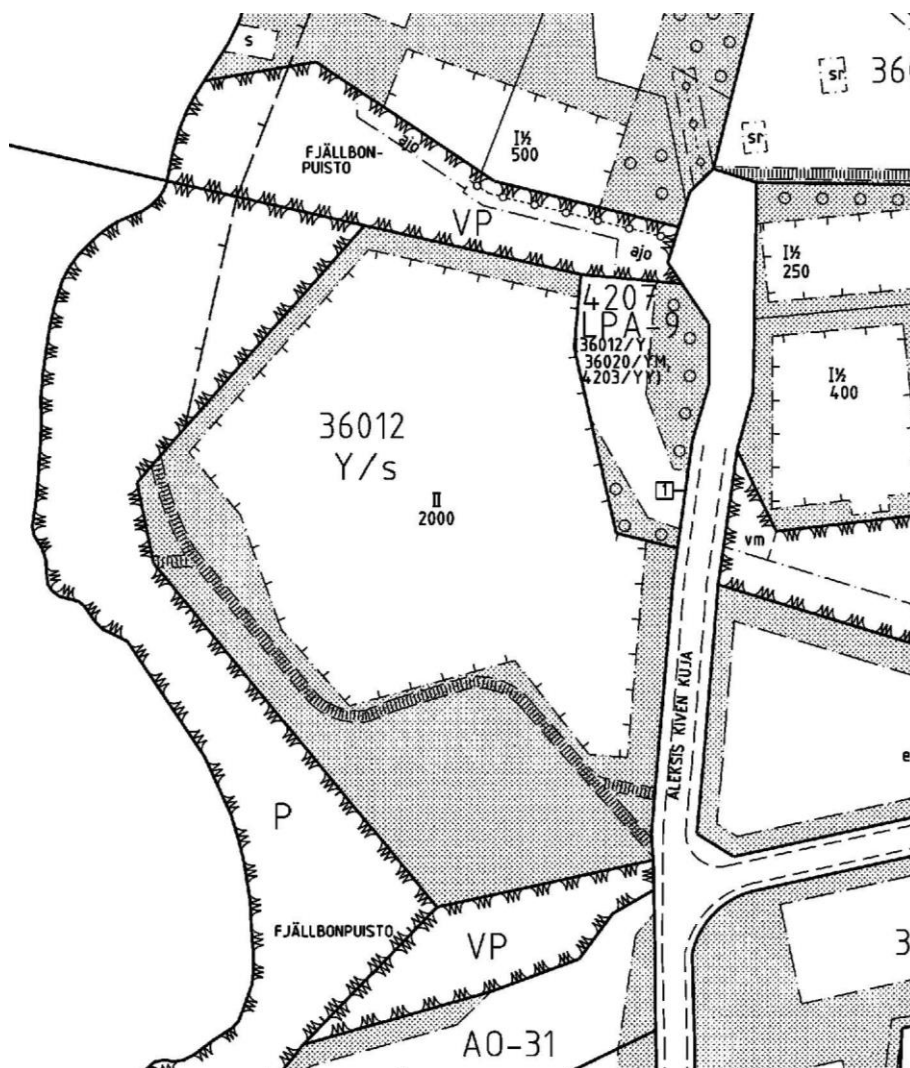 s
sr
36
sr
ajo
I½
500
FJÄLLBON-
PUISTO
VP
ajo
I½
250
4207
LPA-9
36012/Y
36020/YM,
4203/YY)
I½
400
36012
Y/s
II
2000
1
vm
ALEKSIS KIVEN KUJA
e
P
FJÄLLBONPUISTO
VP
3
AO-31